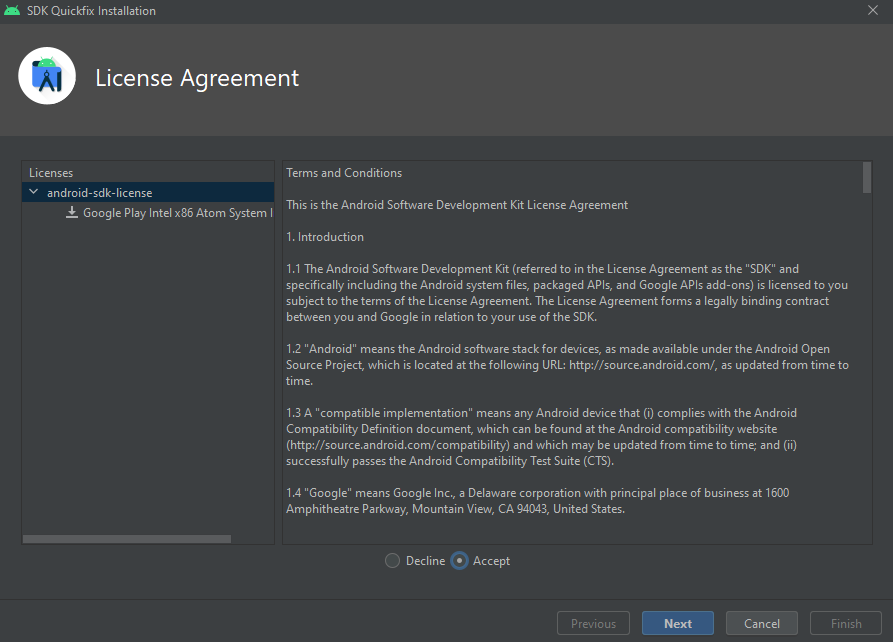 SDK Quickfix Installation
License Agreement
Licenses
android-sdk-license
Google Play Intel x86 Atom System I
Terms and Conditions
This is the Android Software Development Kit License Agreement
1. Introduction
1.1 The Android Software Development Kit (referred to in the License Agreement as the "SDK" and
specifically including the Android system files, packaged APIs, and Google APIs add-ons) is licensed to you
subject to the terms of the License Agreement. The License Agreement forms a legally binding contract
between you and Google in relation to your use of the SDK.
1.2 "Android" means the Android software stack for devices, as made available under the Android Open
Source Project, which is located at the following URL: http://source.android.com/, as updated from time to
time.
1.3 A "compatible implementation" means any Android device that (i) complies with the Android
Compatibility Definition document, which can be found at the Android compatibility website
(http://source.android.com/compatibility) and which may be updated from time to time; and (ii)
successfully passes the Android Compatibility Test Suite (CTS).
1.4 "Google" means Google Inc., a Delaware corporation with principal place of business at 1600
Amphitheatre Parkway, Mountain View, CA 94043, United States.
Decline Accept
Previous Next Cancel Finish